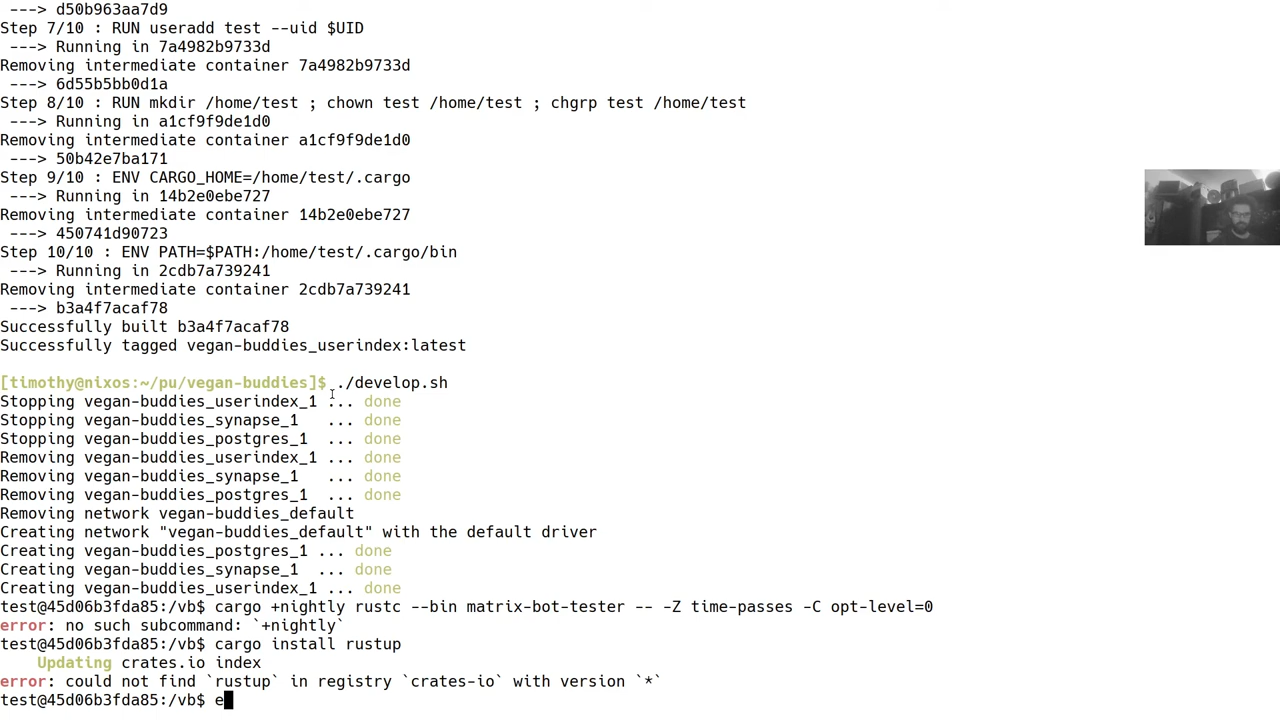 ---> d50b963aa7d9
Step 7/10 : RUN useradd test --uid $UID
---> Running in 7a4982b9733d
Removing intermediate container 7a4982b9733d
---> 6d55b5bb0d1a
Step 8/10 : RUN mkdir /home/test ; chown test /home/test ; chgrp test /home/test
---> Running in a1cf9f9de1d0
Removing intermediate container a1cf9f9de1d0
---> 50b42e7ba171
Step 9/10 : ENV CARGO_HOME=/home/test/.cargo
---> Running in 14b2e0ebe727
Removing intermediate container 14b2e0ebe727
---> 450741d90723
Step 10/10 : ENV PATH=$PATH:/home/test/.cargo/bin
---> Running in 2cdb7a739241
Removing intermediate container 2cdb7a739241
---> b3a4f7acaf78
Successfully built b3a4f7acaf78
Successfully tagged vegan-buddies_userindex:latest
[timothy@nixos:~/pu/vegan-buddies]$ ./develop.sh
Stopping vegan-buddies_userindex_1 ... done
Stopping vegan-buddies_synapse_1   ... done
Stopping vegan-buddies_postgres_1  ... done
Removing vegan-buddies_userindex_1 ... done
Removing vegan-buddies_synapse_1   ... done
Removing vegan-buddies_postgres_1  ... done
Removing network vegan-buddies_default
Creating network "vegan-buddies_default" with the default driver
Creating vegan-buddies_postgres_1 ... done
Creating vegan-buddies_synapse_1  ... done
Creating vegan-buddies_userindex_1 ... done
test@45d06b3fda85:/vb$ cargo +nightly rustc --bin matrix-bot-tester -- -Z time-passes -C opt-level=0
error: no such subcommand: `+nightly`
test@45d06b3fda85:/vb$ cargo install rustup
    Updating crates.io index
error: could not find `rustup` in registry `crates-io` with version `*`
test@45d06b3fda85:/vb$ e